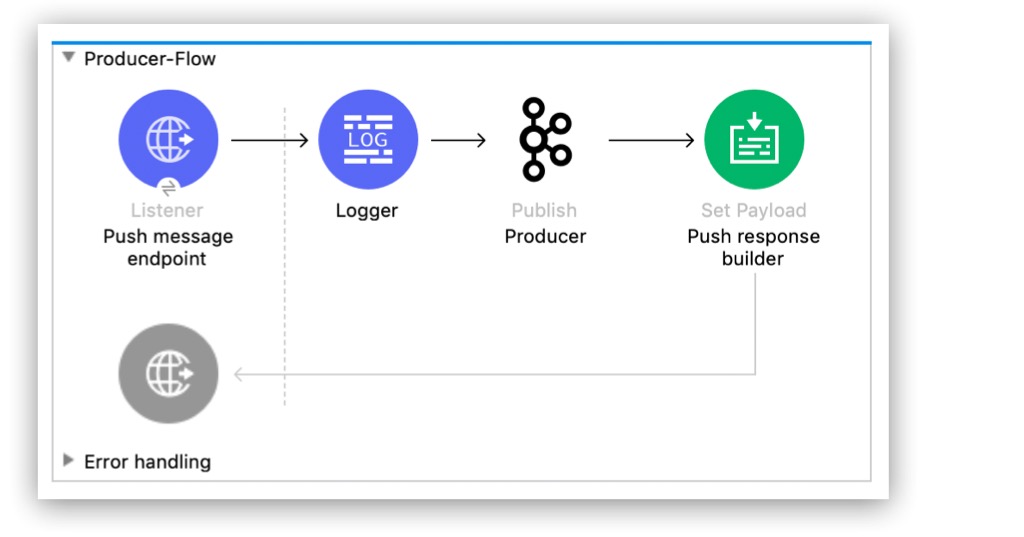 Producer-Flow
LOG
Listener
Push message
endpoint
Logger
Publish
Producer
Set Payload
Push response
builder
Error handling